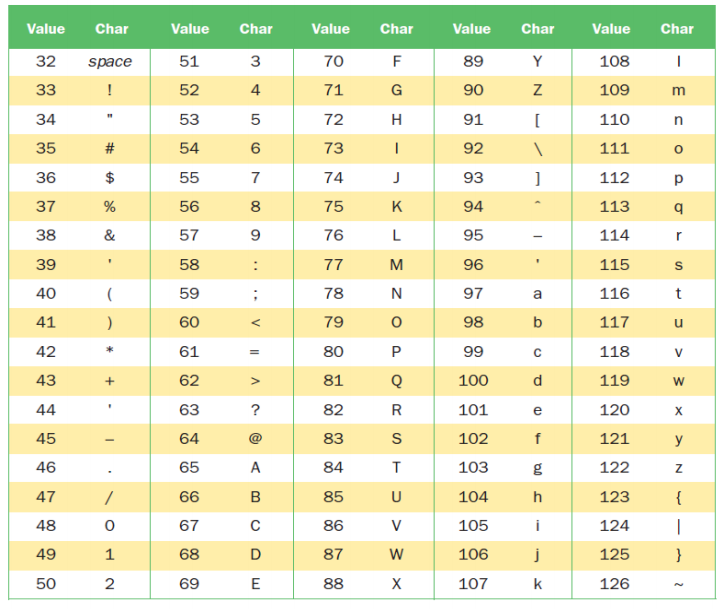 Value Char Value Char Value Char Value Char Value Char
32 space 51 3 70 F 89 Y 108 l
33 ! 52 4 71 G 90 Z 109 m
34 " 53 5 72 H 91 [ 110 n
35 # 54 6 73 I 92 \ 111 o
36 $ 55 7 74 J 93 ] 112 p
37 % 56 8 75 K 94 ˆ 113 q
38 & 57 9 76 L 95 – 114 r
39 ' 58 : 77 M 96 ' 115 s
40 ( 59 ; 78 N 97 a 116 t
41 ) 60 < 79 O 98 b 117 u
42 * 61 = 80 P 99 c 118 v
43 + 62 > 81 Q 100 d 119 w
44 ' 63 ? 82 R 101 e 120 x
45 – 64 @ 83 S 102 f 121 y
46 . 65 A 84 T 103 g 122 z
47 / 66 B 85 U 104 h 123 {
48 0 67 C 86 V 105 i 124 |
49 1 68 D 87 W 106 j 125 }
50 2 69 E 88 X 107 k 126 ~